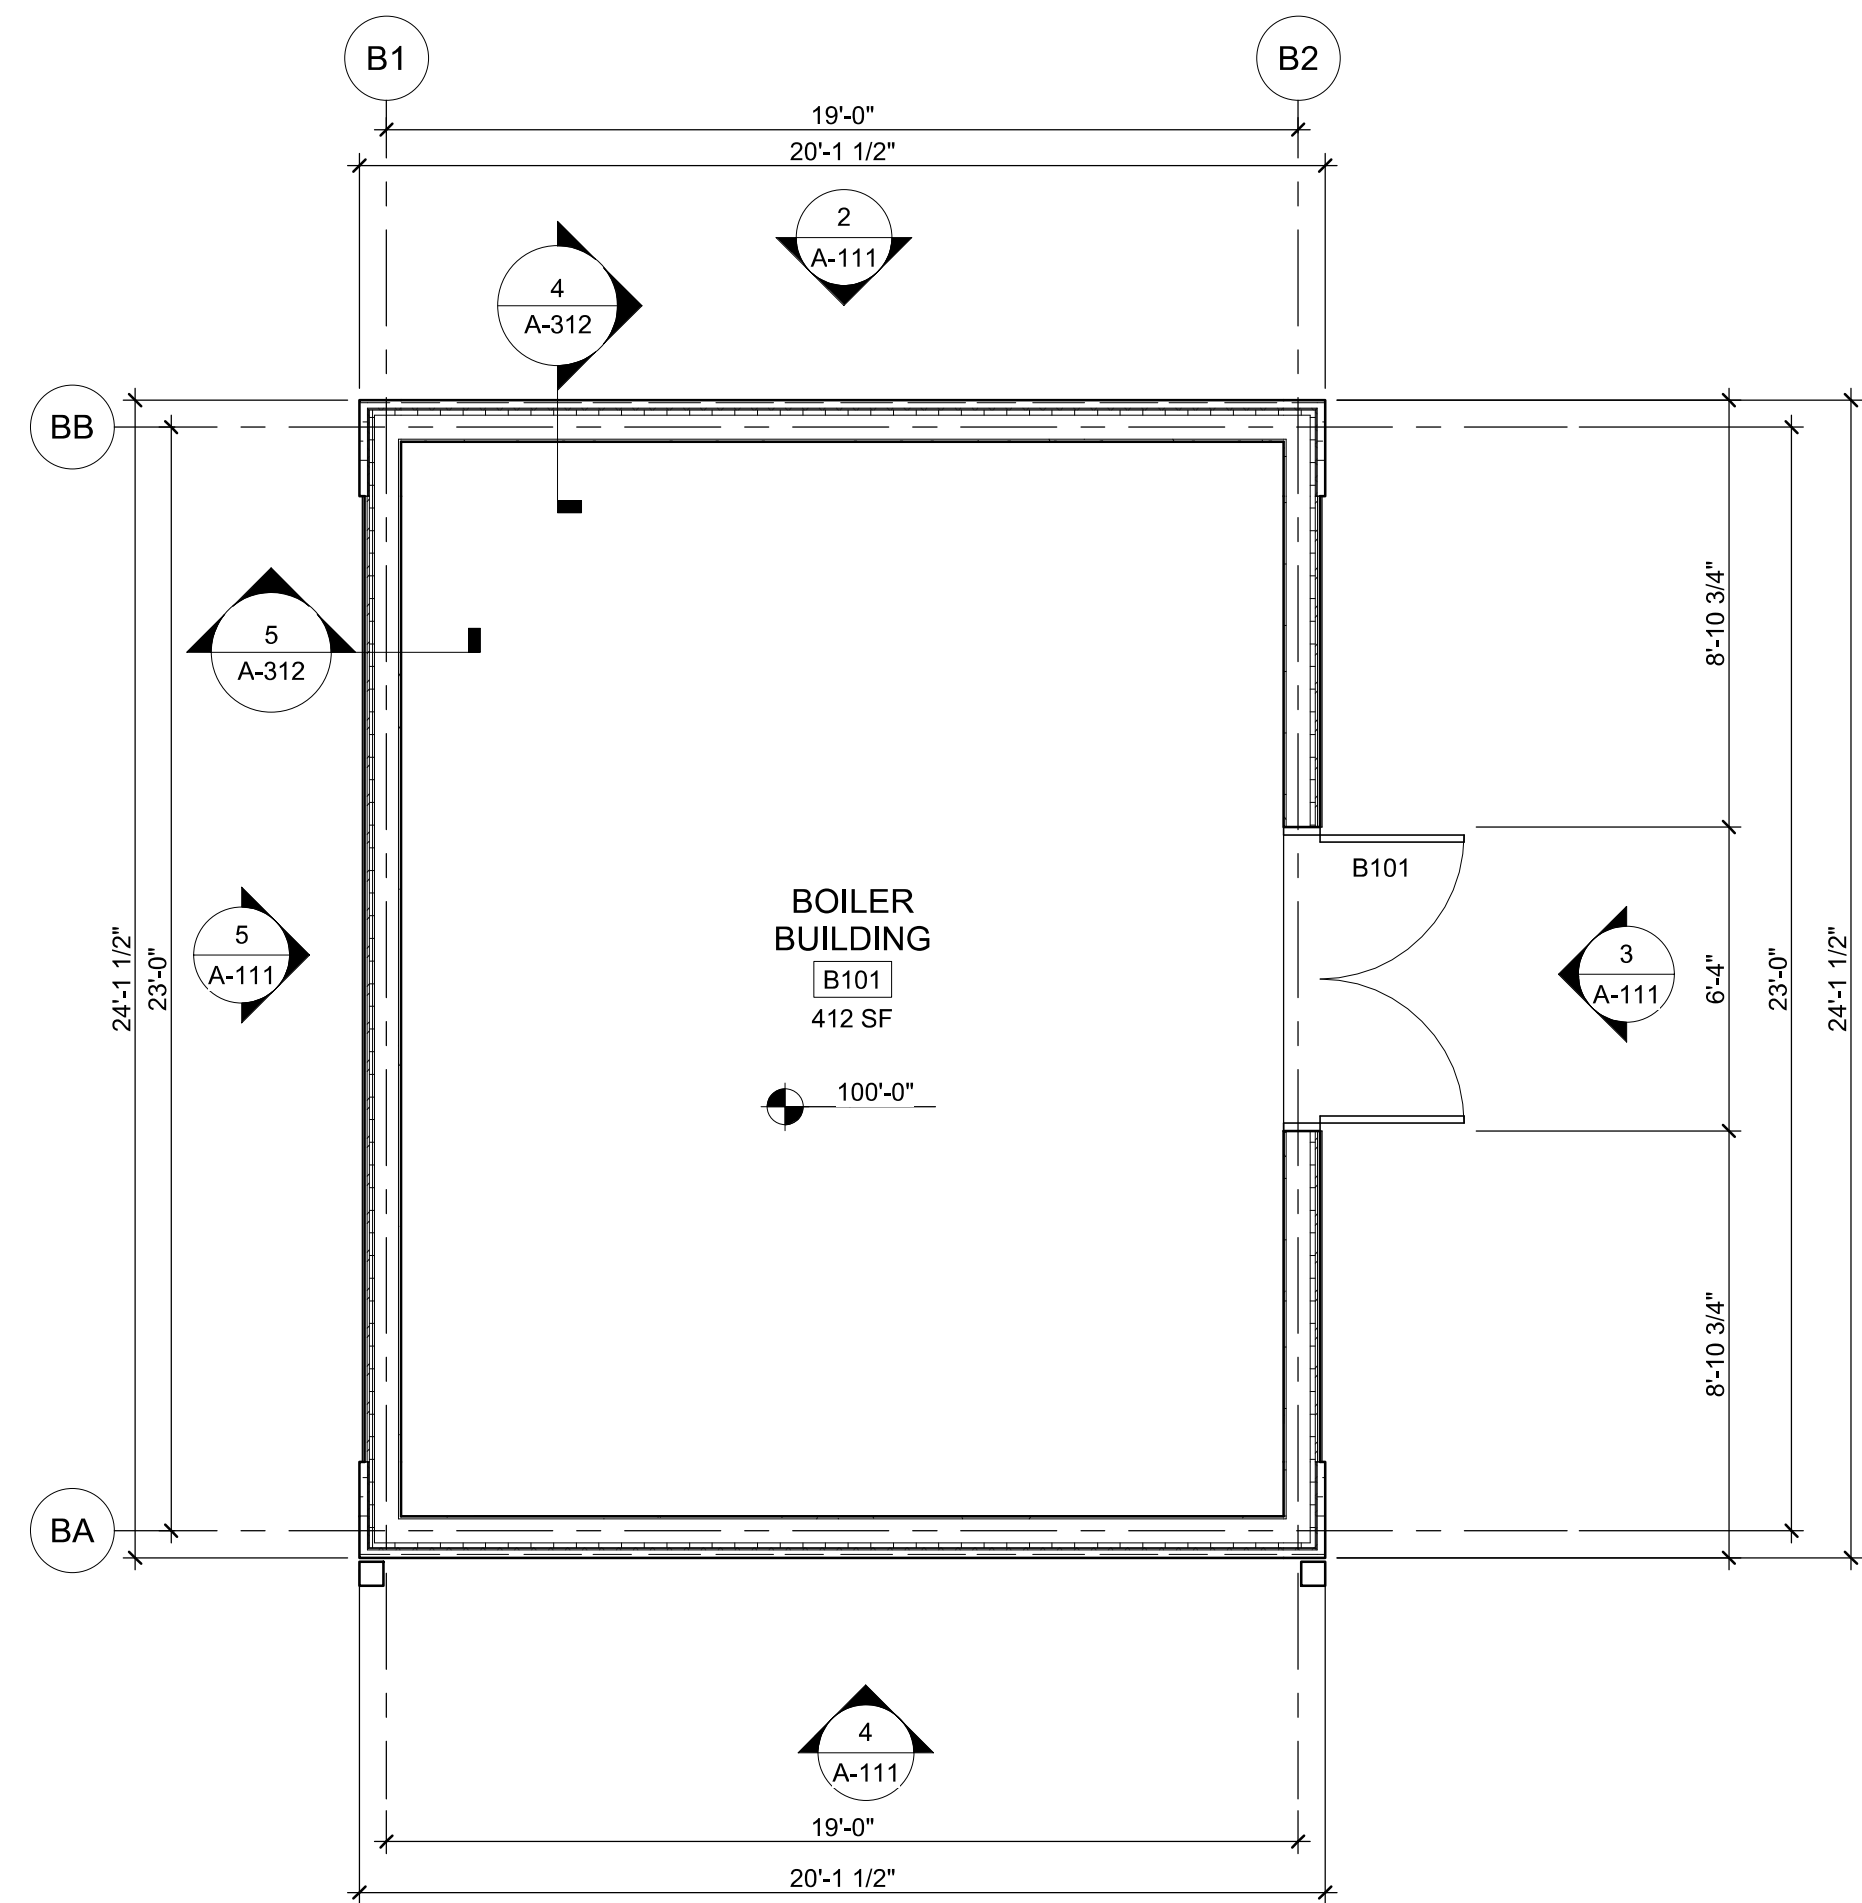 B1
B2
19'-0"
20'-1 1/2"
2
A-111
4
A-312
BB
5
A-312
8'-10 3/4"
B101
BOILER
BUILDING
B101
412 SF
100'-0"
5
A-111
24'-1 1/2"
23'-0"
3
A-111
6'-4"
23'-0"
24'-1 1/2"
8'-10 3/4"
BA
4
A-111
19'-0"
20'-1 1/2"